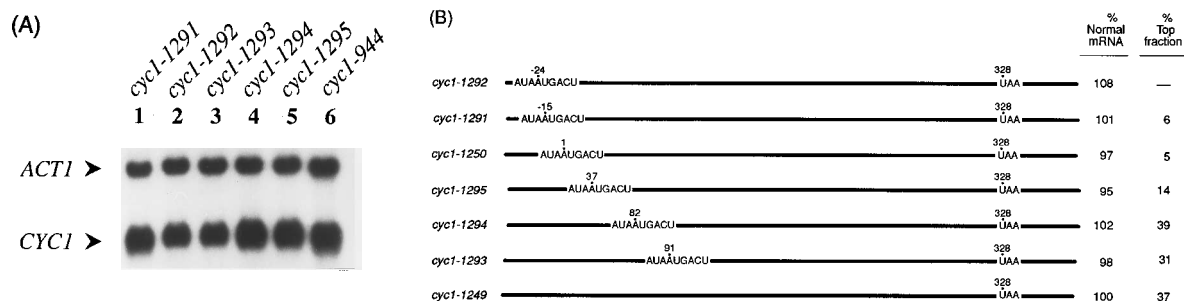 (A)
cyc1-1291
cyc1-1292
cyc1-1293
cyc1-1294
cyc1-1295
cyc1-944
1 2 3 4 5 6
ACT1
CYC1
(B)
% Normal mRNA
% Top fraction
-24 328
cyc1-1292 AUAAUGACU UAA 108 —
-15 328
cyc1-1291 AUAAUGACU UAA 101 6
1 328
cyc1-1250 AUAAUGACU UAA 97 5
37 328
cyc1-1295 AUAAUGACU UAA 95 14
82 328
cyc1-1294 AUAAUGACU UAA 102 39
91 328
cyc1-1293 AUAAUGACU UAA 98 31
328
cyc1-1249 UAA 100 37